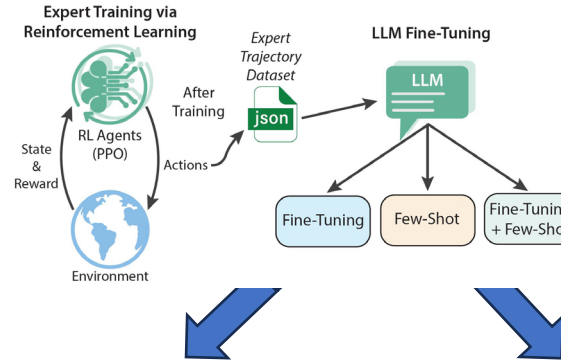 Expert Training via
Reinforcement Learning
Expert
Trajectory
Dataset
LLM Fine-Tuning
After
Training
json
LLM
RL Agents
(PPO)
State
&
Reward
Actions
Environment
Fine-Tuning
Few-Shot
Fine-Tunin
+ Few-Sho